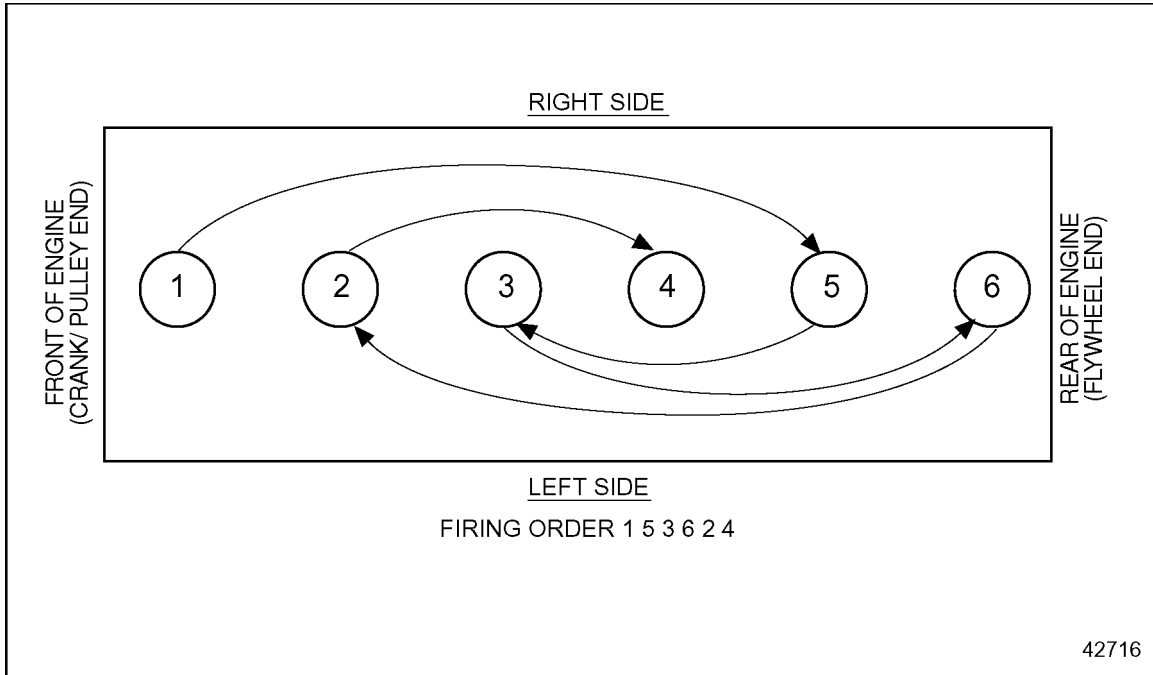 RIGHT SIDE
FRONT OF ENGINE
(CRANK/ PULLEY END)
1
2
3
4
5
6
REAR OF ENGINE
(FLYWHEEL END)
LEFT SIDE
FIRING ORDER 1 5 3 6 2 4
42716